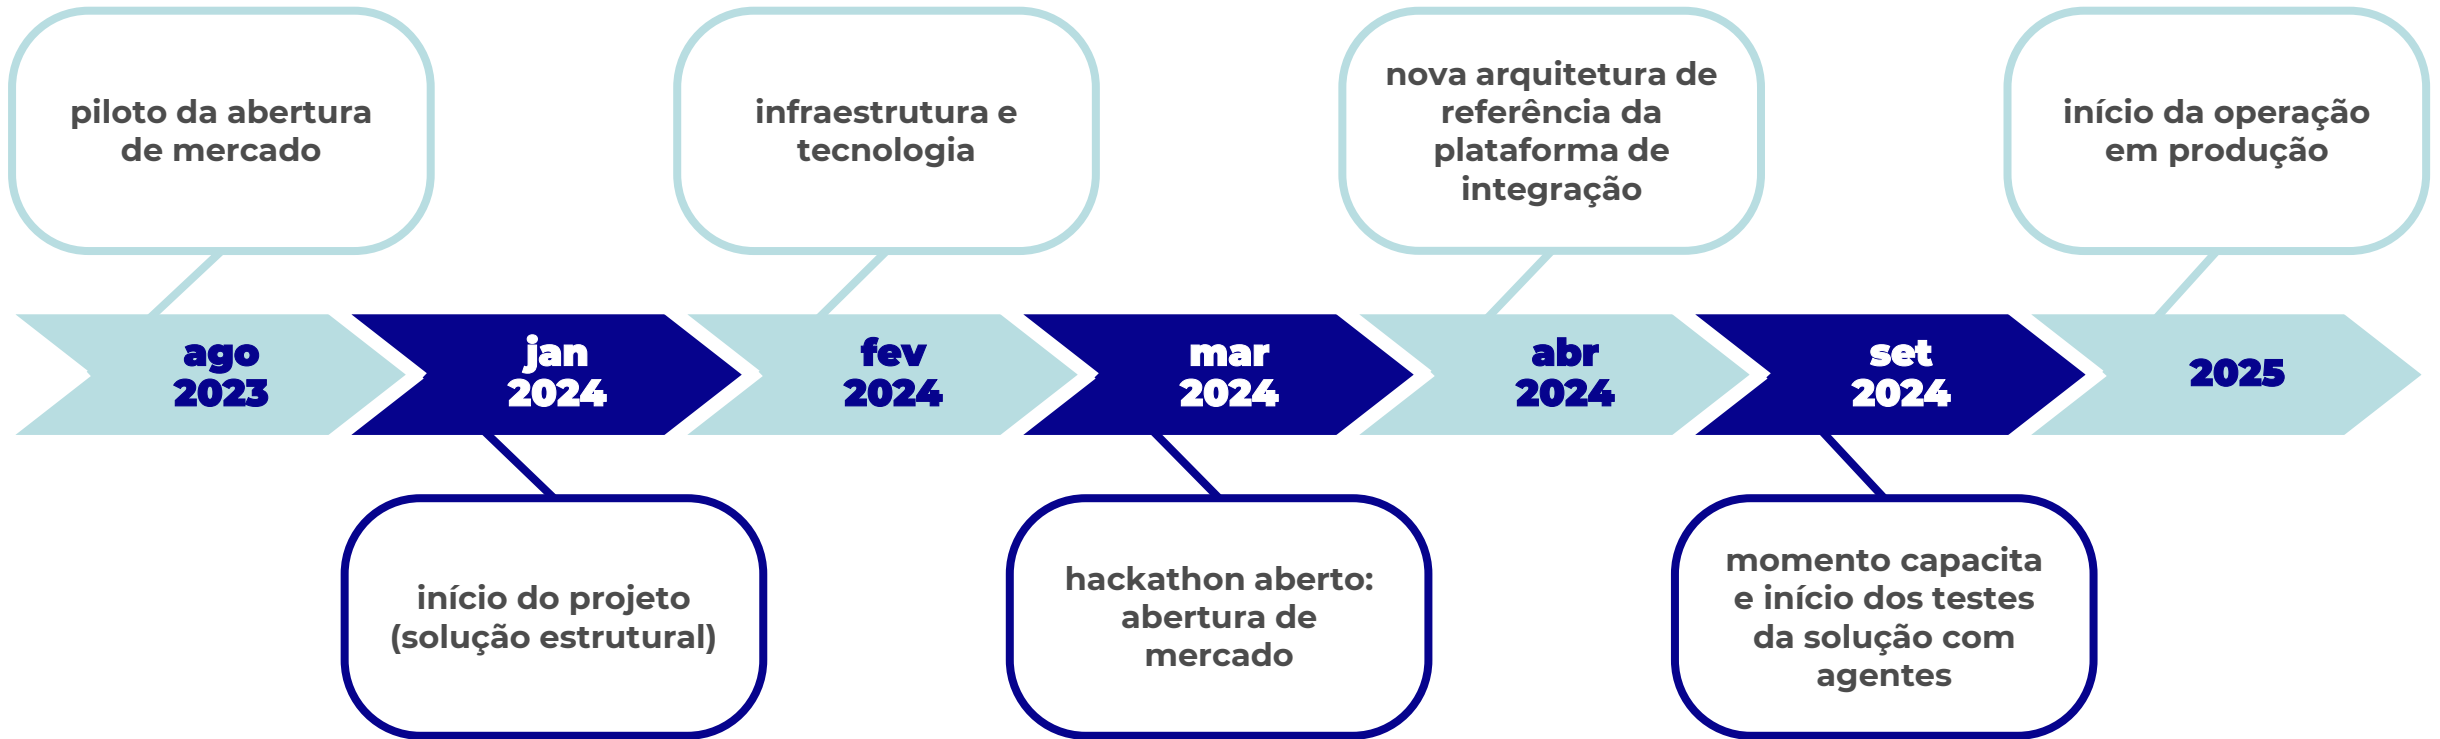 piloto da abertura
de mercado
infraestrutura e
tecnologia
nova arquitetura de
referência da
plataforma de
integração
início da operação
em produção
ago
2023
jan
2024
fev
2024
mar
2024
abr
2024
set
2024
2025
início do projeto
(solução estrutural)
hackathon aberto:
abertura de
mercado
momento capacita
e início dos testes
da solução com
agentes